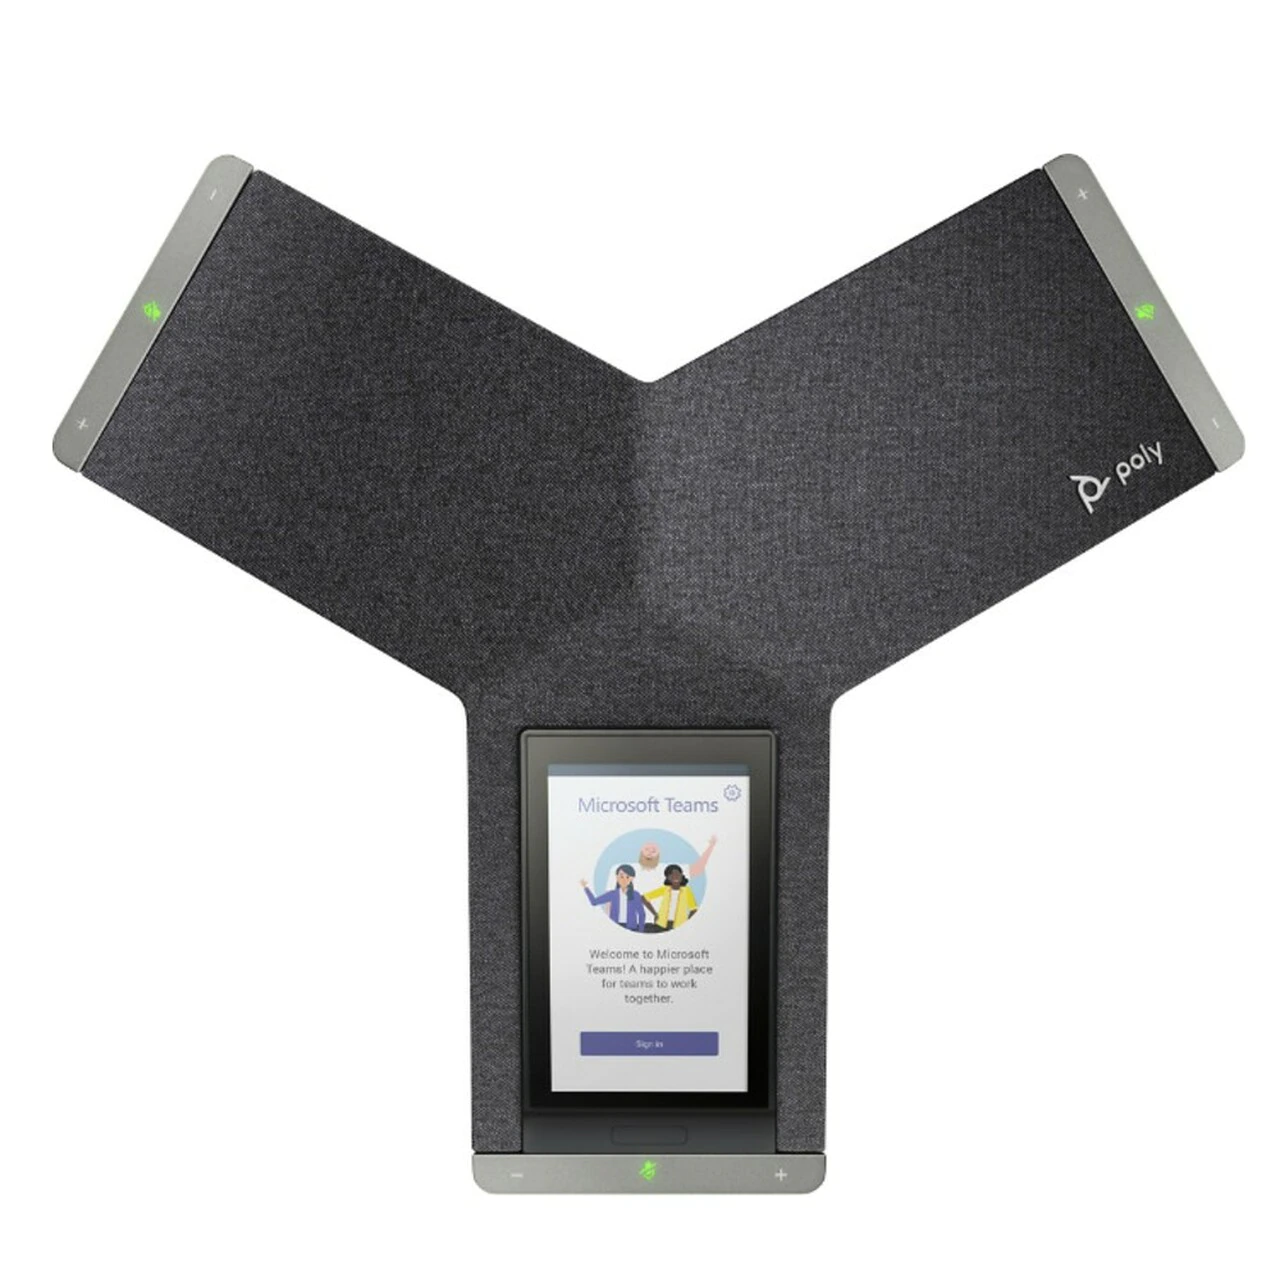 poly
Microsoft Teams
Welcome to Microsoft
Teams! A happier place
for teams to work
together.
Sign in